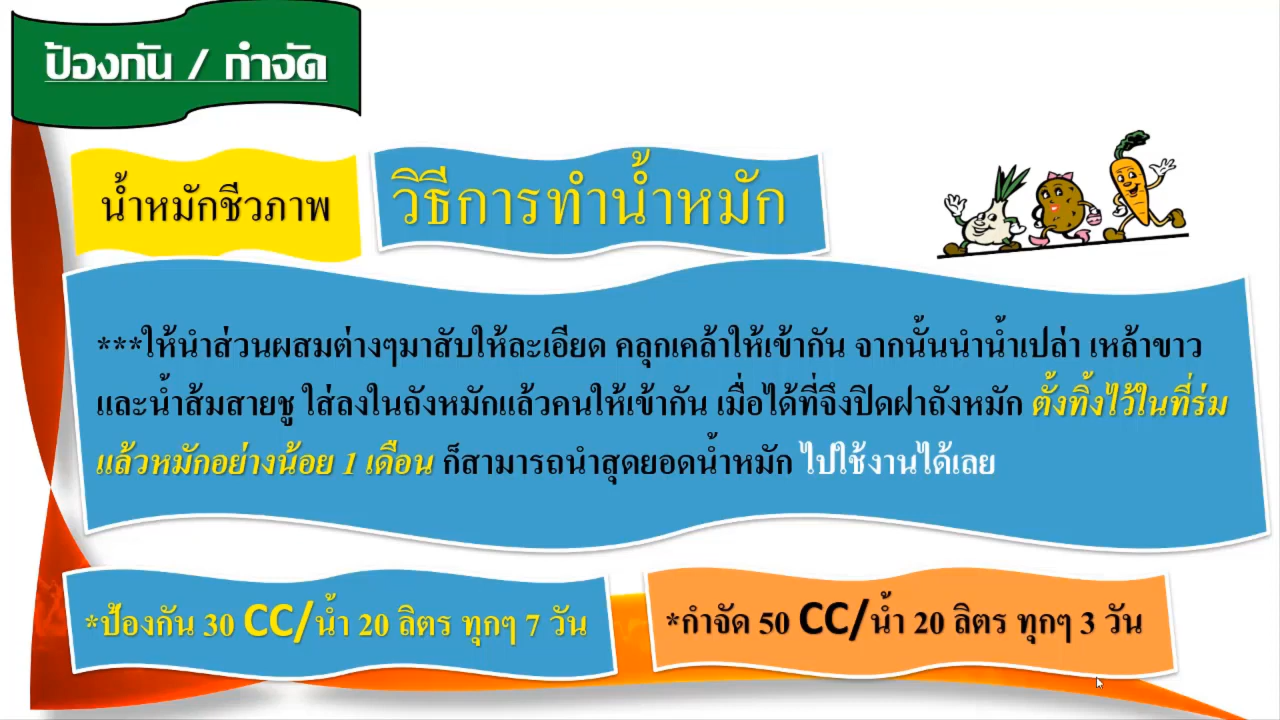 ป้องกัน / กำจัด
น้ำหมักชีวภาพ
วิธีการทำน้ำหมัก
***ให้นำส่วนผสมต่างๆมาสับให้ละเอียด คลุกเคล้าให้เข้ากัน จากนั้นนำน้ำเปล่า เหล้าขาว
และน้ำส้มสายชู ใส่ลงในถังหมักแล้วคนให้เข้ากัน เมื่อได้ที่จึงปิดฝาถังหมัก ตั้งทิ้งไว้ในที่ร่ม
แล้วหมักอย่างน้อย 1 เดือน ก็สามารถนำสุดยอดน้ำหมัก ไปใช้งานได้เลย
*ป้องกัน 30 CC/น้ำ 20 ลิตร ทุกๆ 7 วัน
*กำจัด 50 CC/น้ำ 20 ลิตร ทุกๆ 3 วัน